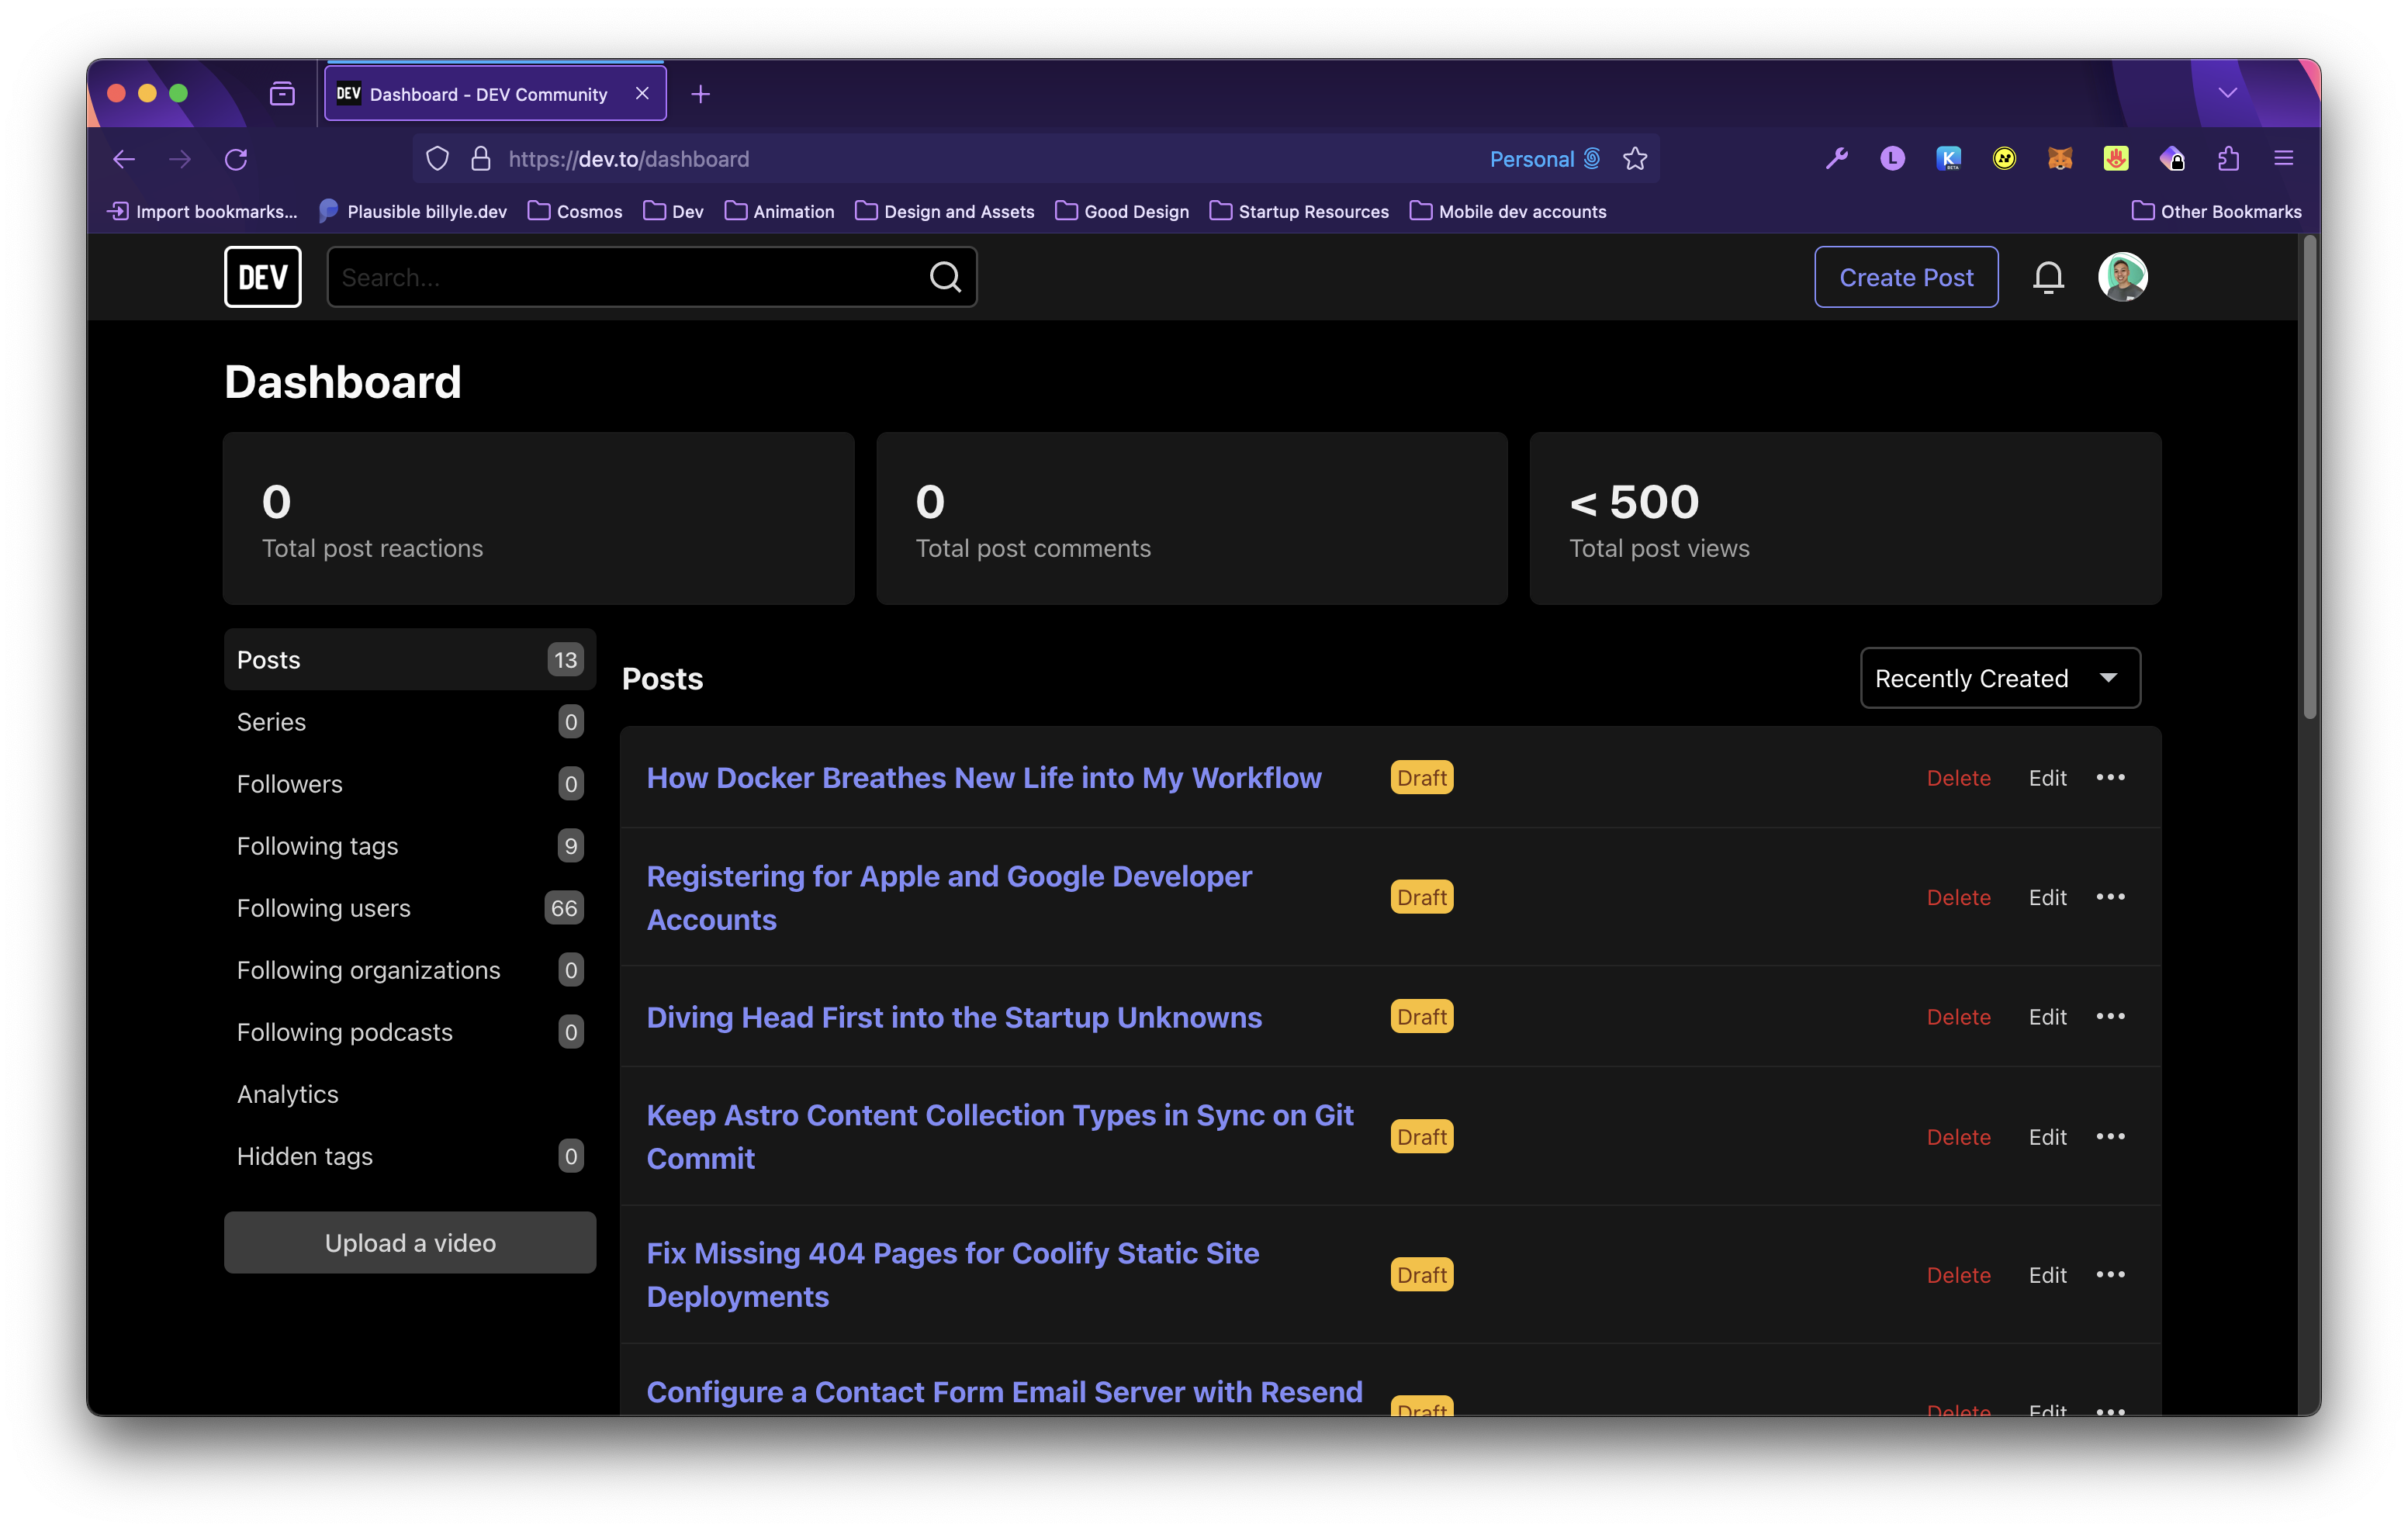 DEV Dashboard - DEV Community
https://dev.to/dashboard Personal
L K BETA
Import bookmarks... Plausible billyle.dev Cosmos Dev Animation Design and Assets Good Design Startup Resources Mobile dev accounts Other Bookmarks
DEV Search... Create Post
Dashboard
0
Total post reactions
0
Total post comments
< 500
Total post views
Posts 13
Series 0
Followers 0
Following tags 9
Following users 66
Following organizations 0
Following podcasts 0
Analytics
Hidden tags 0
Upload a video
Posts Recently Created
How Docker Breathes New Life into My Workflow Draft Delete Edit
Registering for Apple and Google Developer
Accounts Draft Delete Edit
Diving Head First into the Startup Unknowns Draft Delete Edit
Keep Astro Content Collection Types in Sync on Git
Commit Draft Delete Edit
Fix Missing 404 Pages for Coolify Static Site
Deployments Draft Delete Edit
Configure a Contact Form Email Server with Resend
Draft Delete Edit